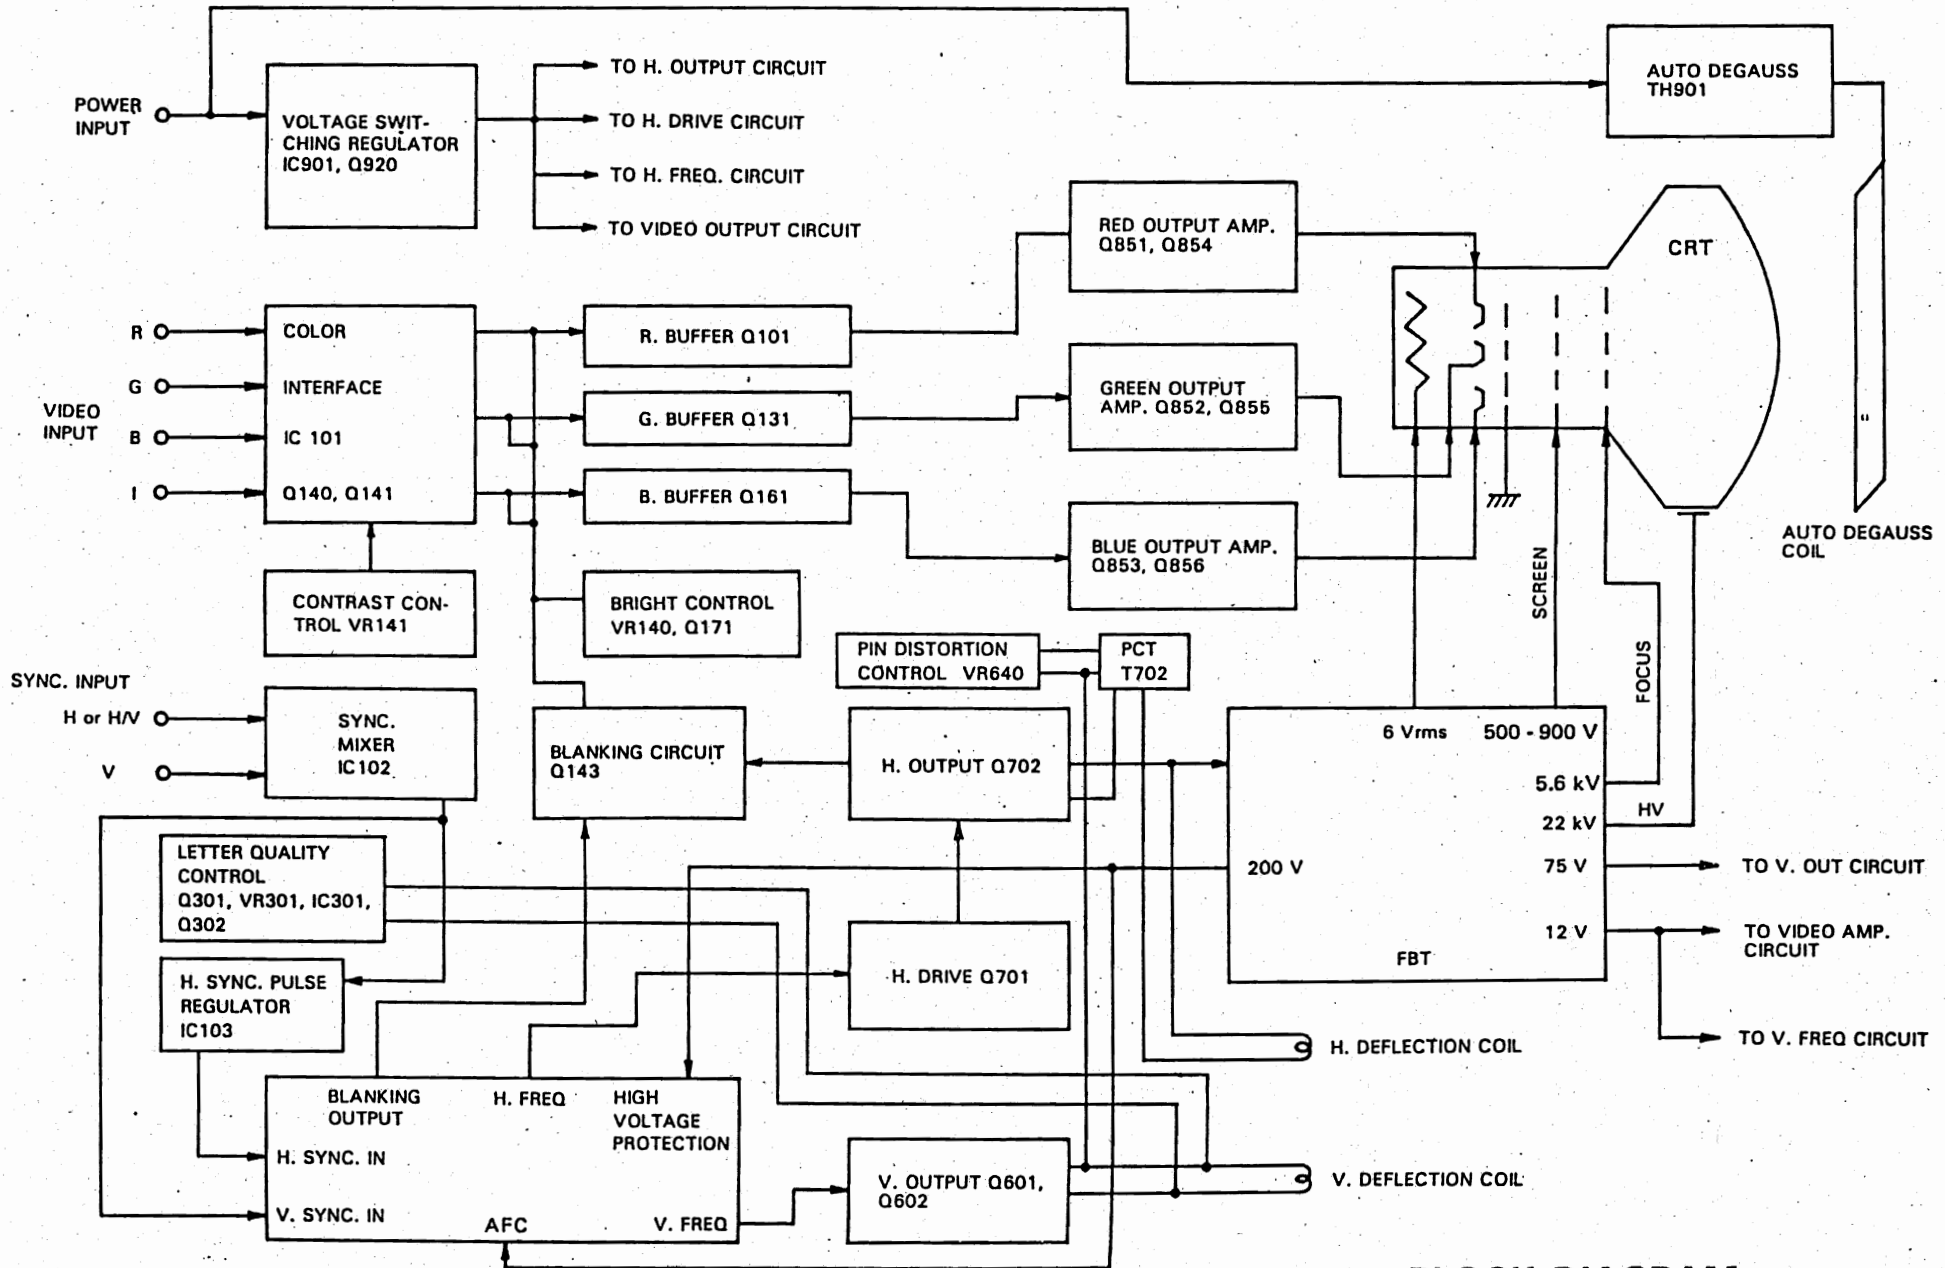 POWER
INPUT
VOLTAGE SWIT-
CHING REGULATOR
IC901, Q920
TO H. OUTPUT CIRCUIT
TO H. DRIVE CIRCUIT
TO H. FREQ. CIRCUIT
TO VIDEO OUTPUT CIRCUIT
AUTO DEGAUSS
TH901
AUTO DEGAUSS
COIL
CRT
VIDEO
INPUT
R
G
B
I
COLOR
INTERFACE
IC 101
Q140, Q141
R. BUFFER Q101
G. BUFFER Q131
B. BUFFER Q161
RED OUTPUT AMP.
Q851, Q854
GREEN OUTPUT
AMP. Q852, Q855
BLUE OUTPUT AMP.
Q853, Q856
CONTRAST CON-
TROL VR141
BRIGHT CONTROL
VR140, Q171
PIN DISTORTION
CONTROL VR640
PCT
T702
SCREEN
FOCUS
SYNC. INPUT
H or H/V
V
SYNC.
MIXER
IC102
BLANKING CIRCUIT
Q143
H. OUTPUT Q702
6 Vrms
500 - 900 V
5.6 kV
HV
22 kV
200 V
75 V
12 V
FBT
TO V. OUT CIRCUIT
TO VIDEO AMP.
CIRCUIT
TO V. FREQ CIRCUIT
LETTER QUALITY
CONTROL
Q301, VR301, IC301,
Q302
H. SYNC. PULSE
REGULATOR
IC103
H. DRIVE Q701
H. DEFLECTION COIL
BLANKING
OUTPUT
H. FREQ
HIGH
VOLTAGE
PROTECTION
H. SYNC. IN
V. SYNC. IN
AFC
V. FREQ
V. OUTPUT Q601,
Q602
V. DEFLECTION COIL
BLOCK DIAGRAM